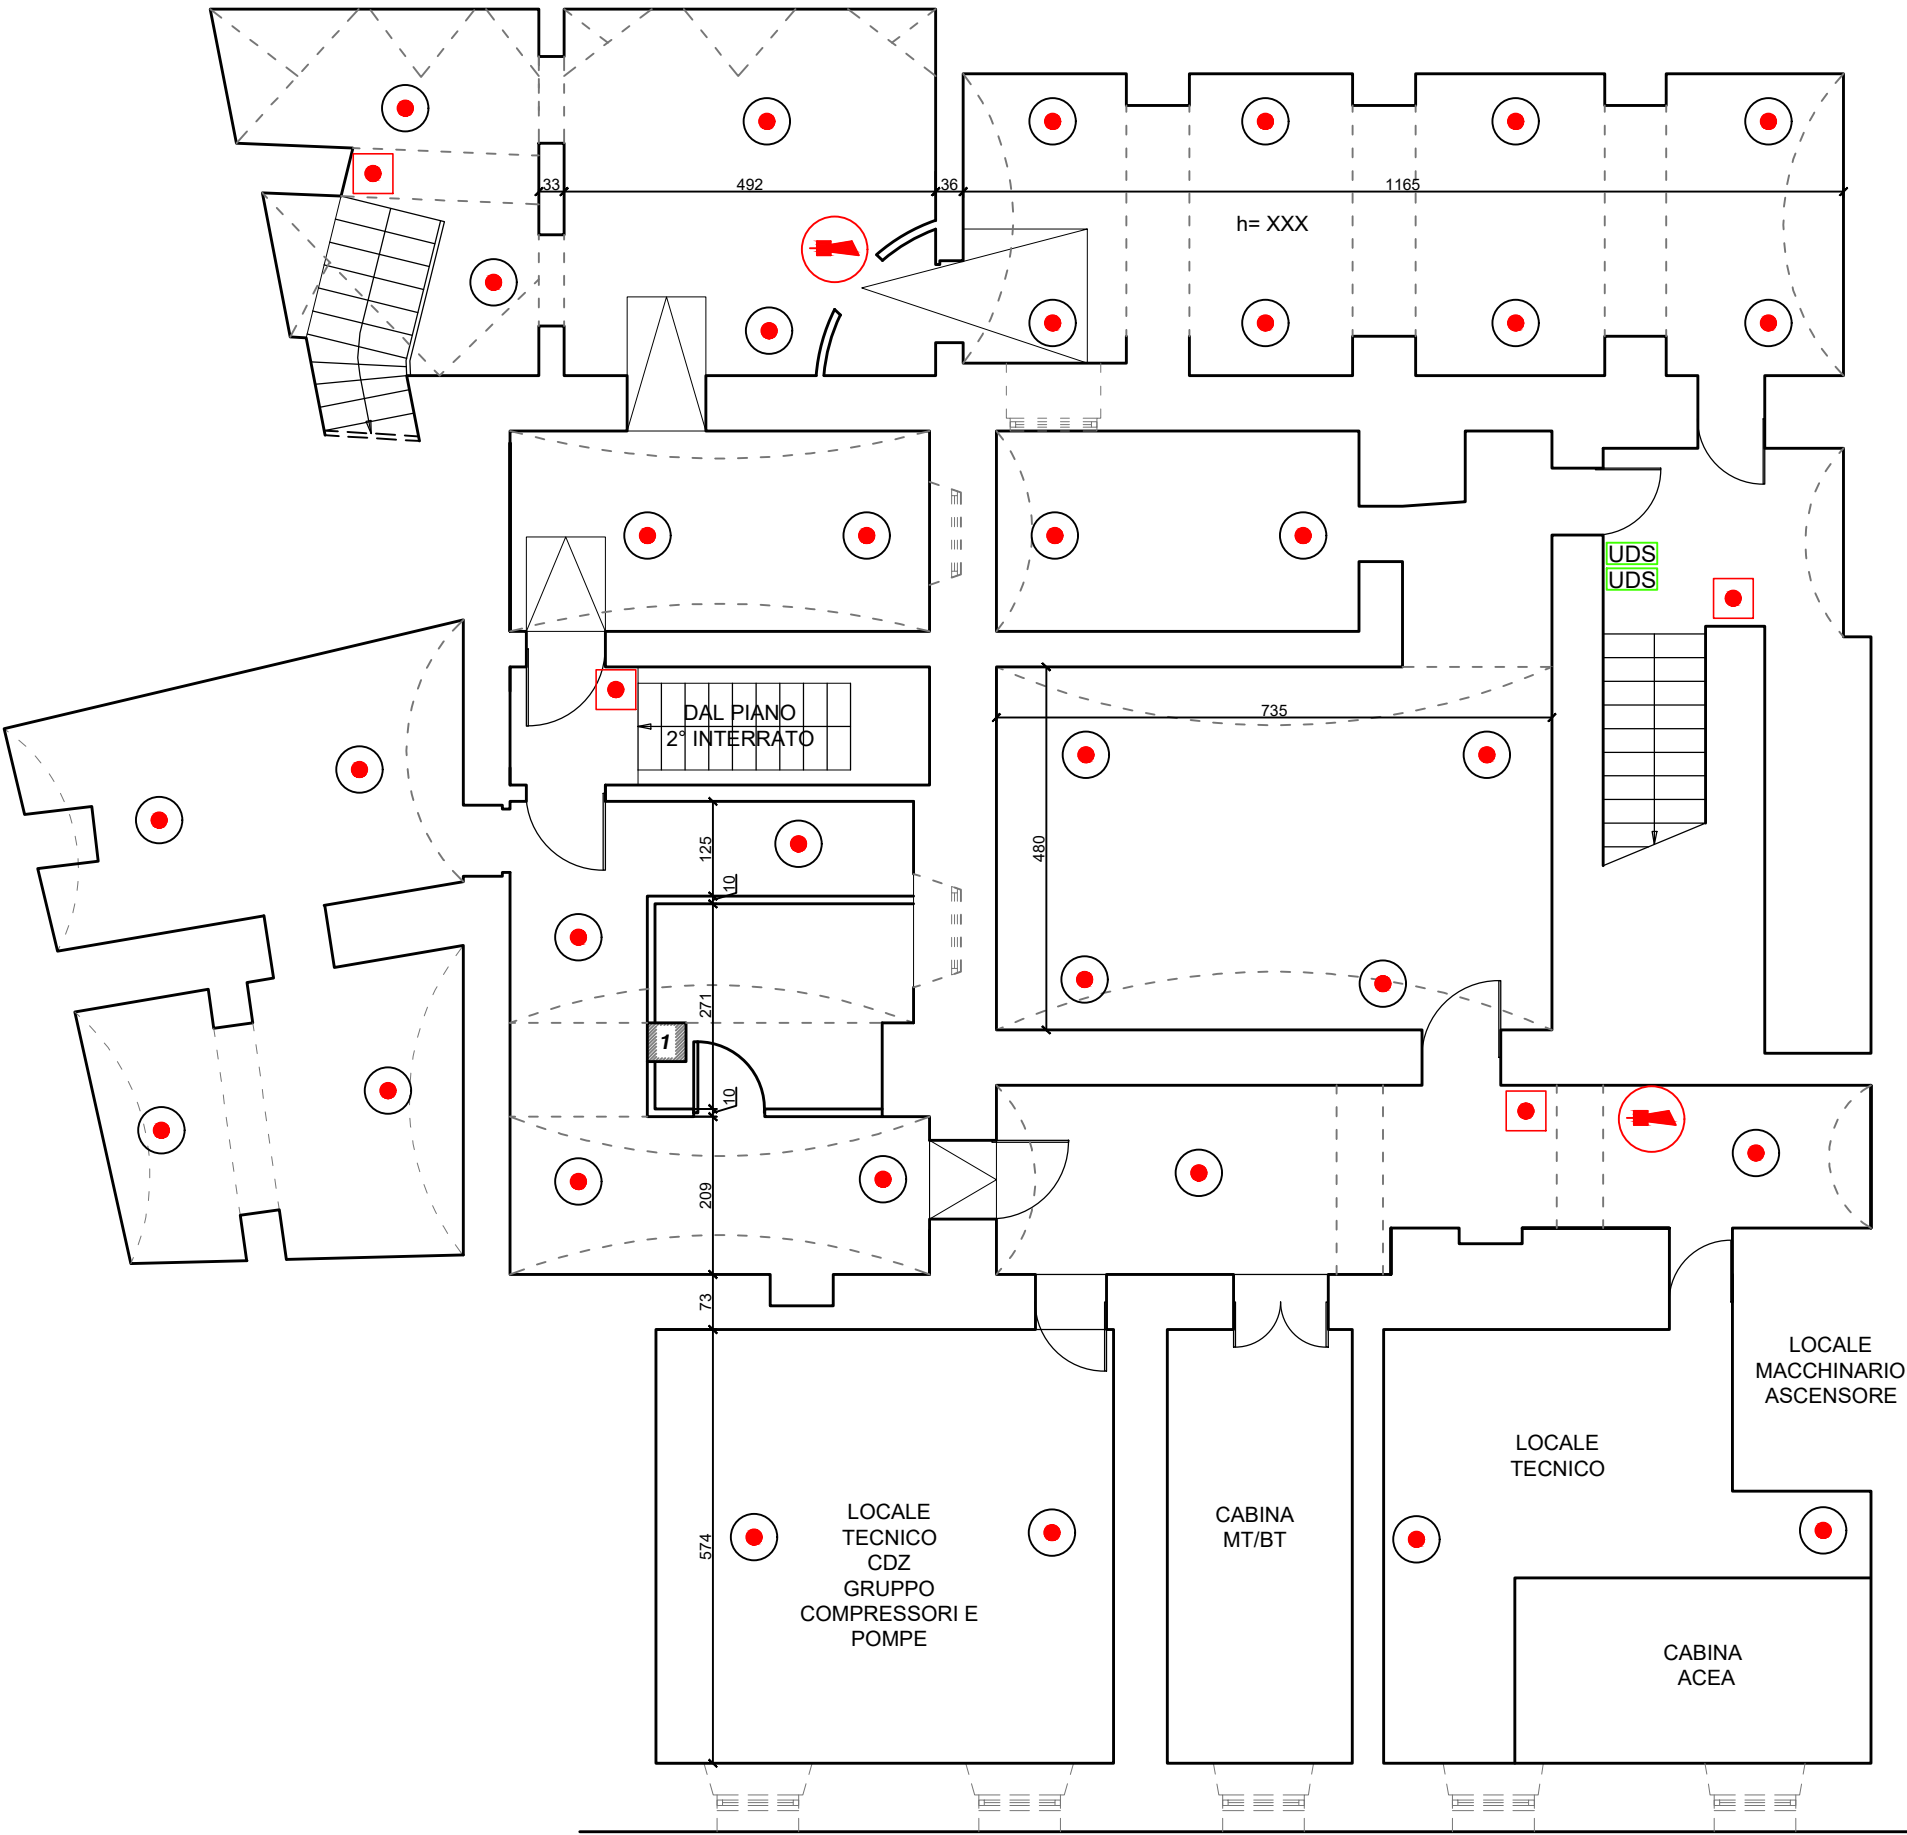 33
492
36
1165
h= XXX
UDS
UDS
DAL PIANO
2° INTERRATO
735
125
10
480
271
1
10
209
73
LOCALE
MACCHINARIO
ASCENSORE
LOCALE
TECNICO
LOCALE
TECNICO
CDZ
GRUPPO
COMPRESSORI E
POMPE
574
CABINA
MT/BT
CABINA
ACEA